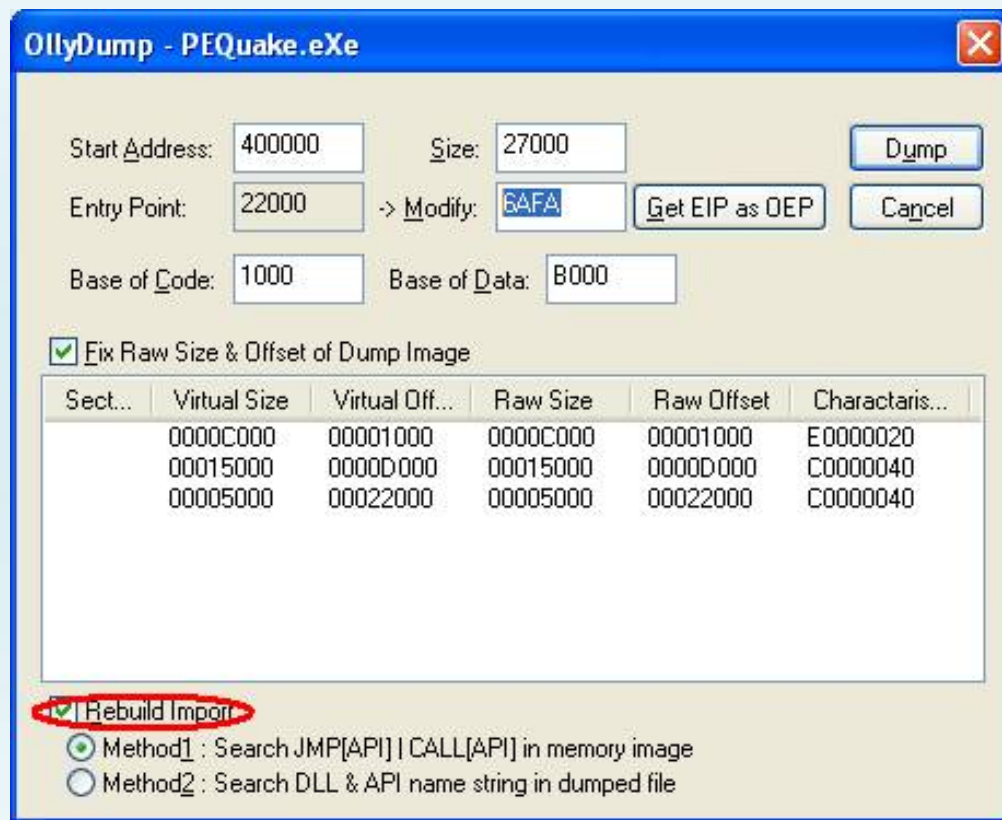 OllyDump - PEQuake.eXe
Start Address: 400000 Size: 27000 Dump
Entry Point: 22000 -> Modify: 6AFA Get EIP as OEP Cancel
Base of Code: 1000 Base of Data: B000
Fix Raw Size & Offset of Dump Image
Sect... Virtual Size Virtual Off... Raw Size Raw Offset Charactaris...
0000C000 00001000 0000C000 00001000 E0000020
00015000 0000D000 00015000 0000D000 C0000040
00005000 00022000 00005000 00022000 C0000040
Rebuild Import
Method1 : Search JMP[API] | CALL[API] in memory image
Method2 : Search DLL & API name string in dumped file